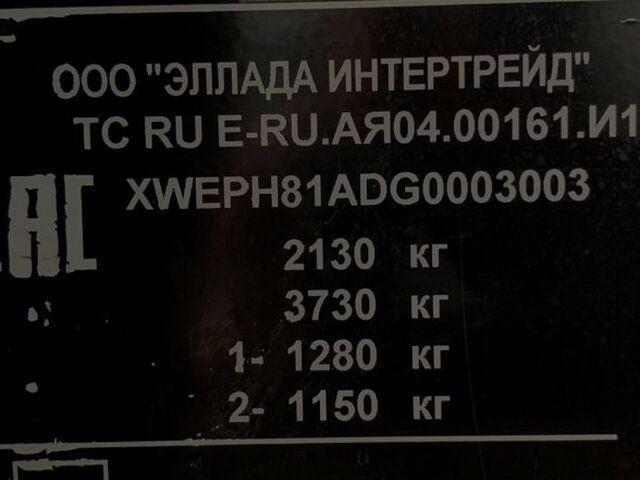 ООО "ЭЛЛАДА ИНТЕРТРЕЙД"
ТС RU E-RU.АЯ04.00161.И1
EAC
XWEPH81ADG0003003
2130 кг
3730 кг
1- 1280 кг
2- 1150 кг